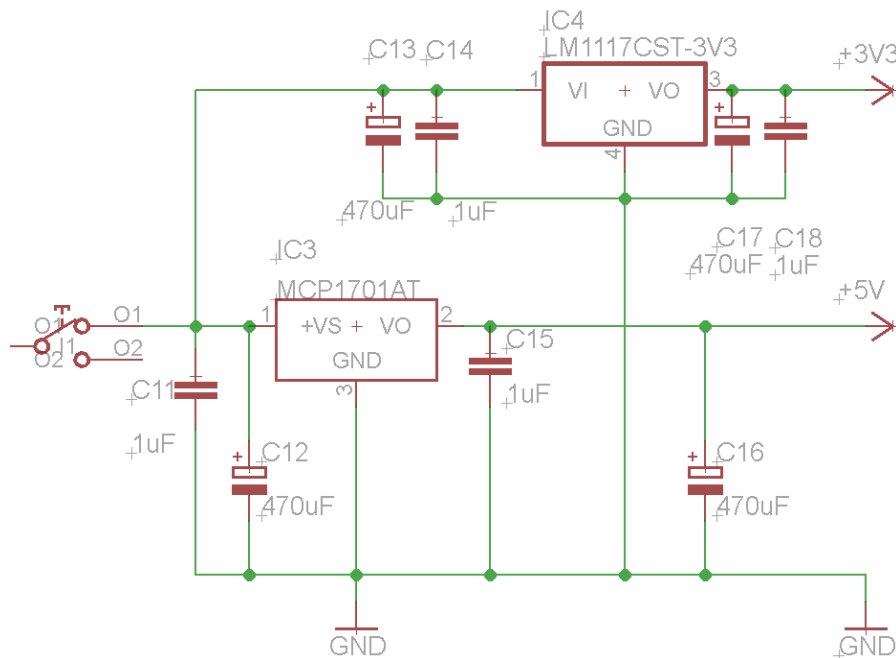 IC4
C13 C14 LM1117CST-3V3
+3V3
1 VI + VO 3
+ +
GND
4
470uF 1uF
C17 C18
IC3
470uF 1uF
MCP1701AT
+5V
O1 O1 1 +VS + VO 2
I1 C15
O2 O2 GND
C11 3 1uF
1uF
+ C12 + C16
470uF 470uF
GND GND